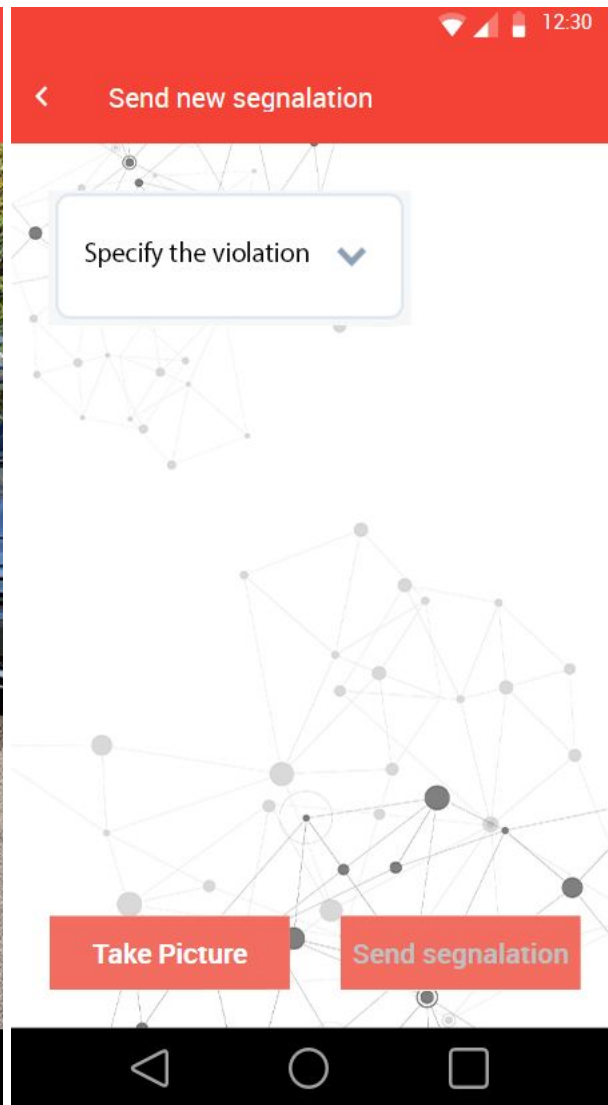 12:30
Send new segnalation
Specify the violation
Take Picture
Send segnalation